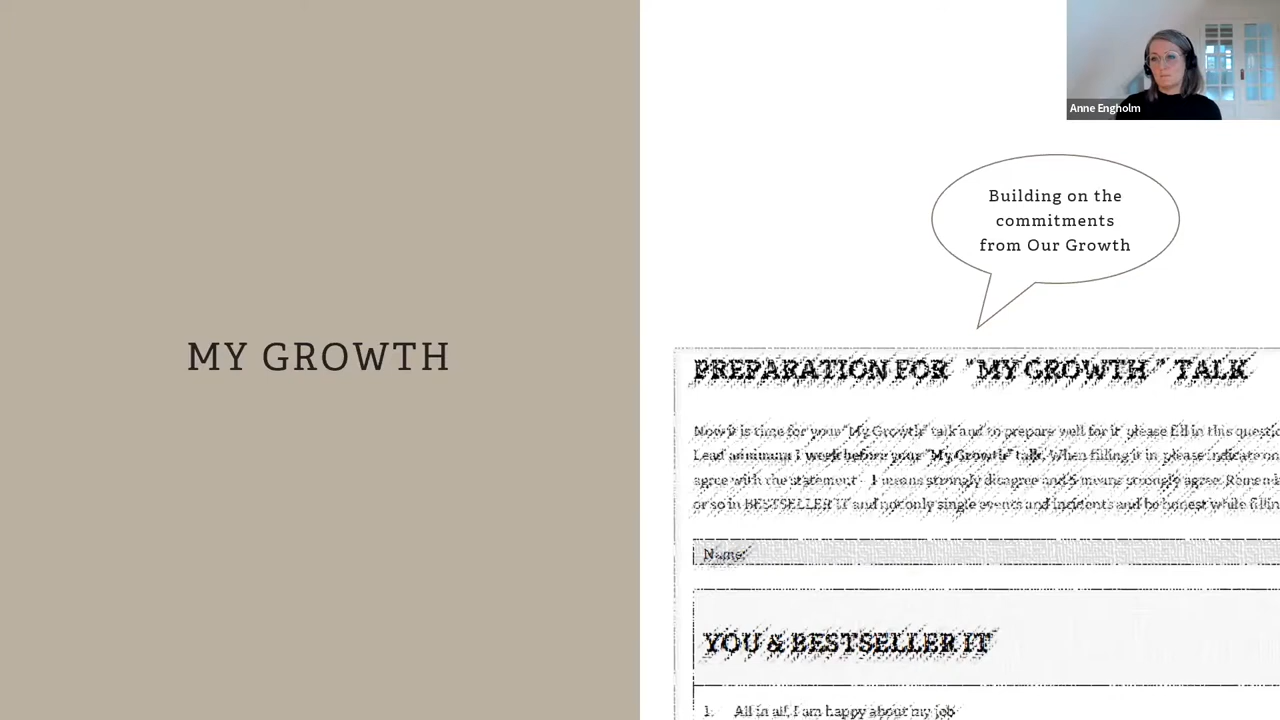 Anne Engholm
Building on the
commitments
from Our Growth
MY GROWTH
PREPARATION FOR "MY GROWTH" TALK
Now it is time for your "My Growth" talk and to prepare well for it please fill in this
Lead minimum 1 week before your "My Growth" talk. When filling it in please indicate on
agree with the statement - 1 means strongly disagree and 5 means strongly agree.
or so in BESTSELLER IT and not only single events and incidents and be honest while
Name:
YOU & BESTSELLER IT
1. All in all, I am happy about my job